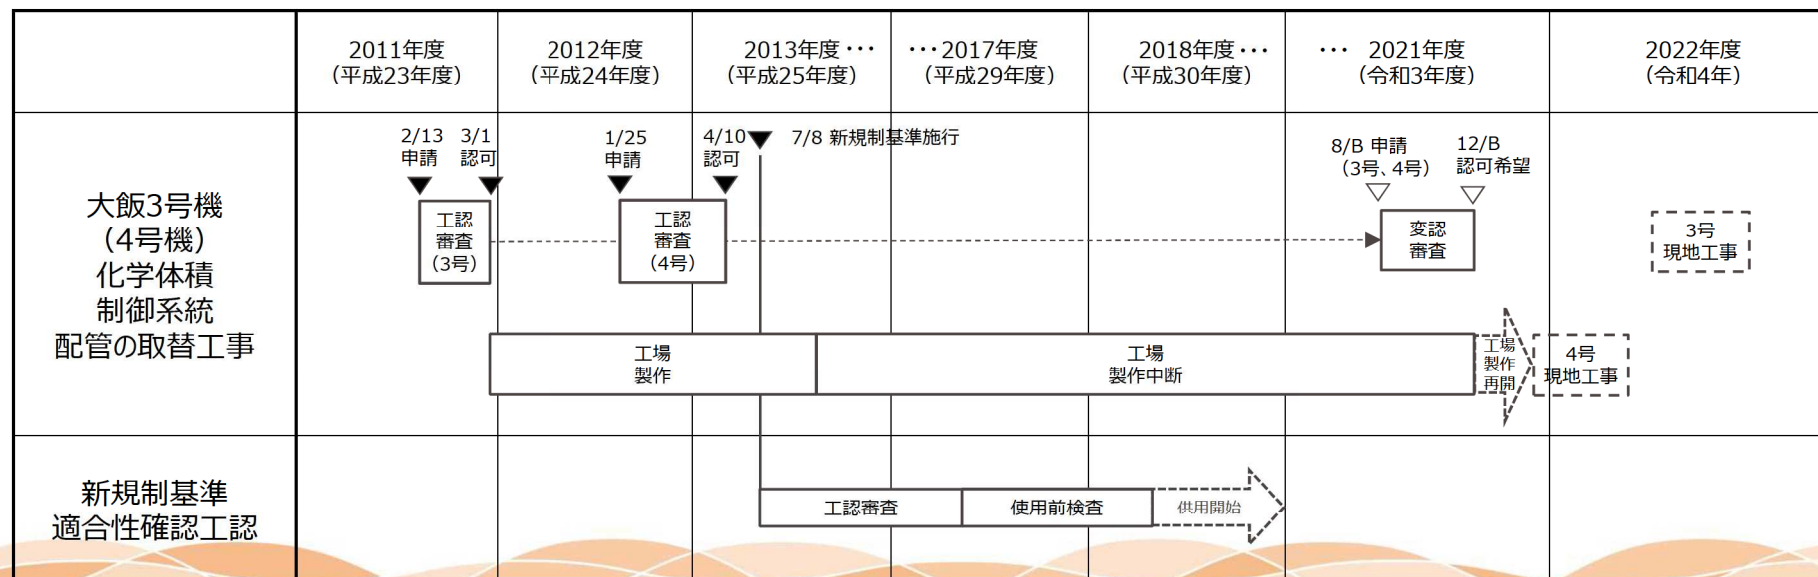 2011年度
（平成23年度）
2012年度
（平成24年度）
2013年度・・・
（平成25年度）
・・・2017年度
（平成29年度）
2018年度・・・
（平成30年度）
・・・ 2021年度
（令和3年度）
2022年度
（令和4年）
大飯3号機
（4号機）
化学体積
制御系統
配管の取替工事
2/13
申請
3/1
認可
1/25
申請
4/10
認可
7/8 新規制基準施行
8/B 申請
（3号、4号）
12/B
認可希望
工認
審査
（3号）
工認
審査
（4号）
変認
審査
3号
現地工事
工場
製作
工場
製作中断
工場
製作
再開
4号
現地工事
新規制基準
適合性確認工認
工認審査
使用前検査
供用開始